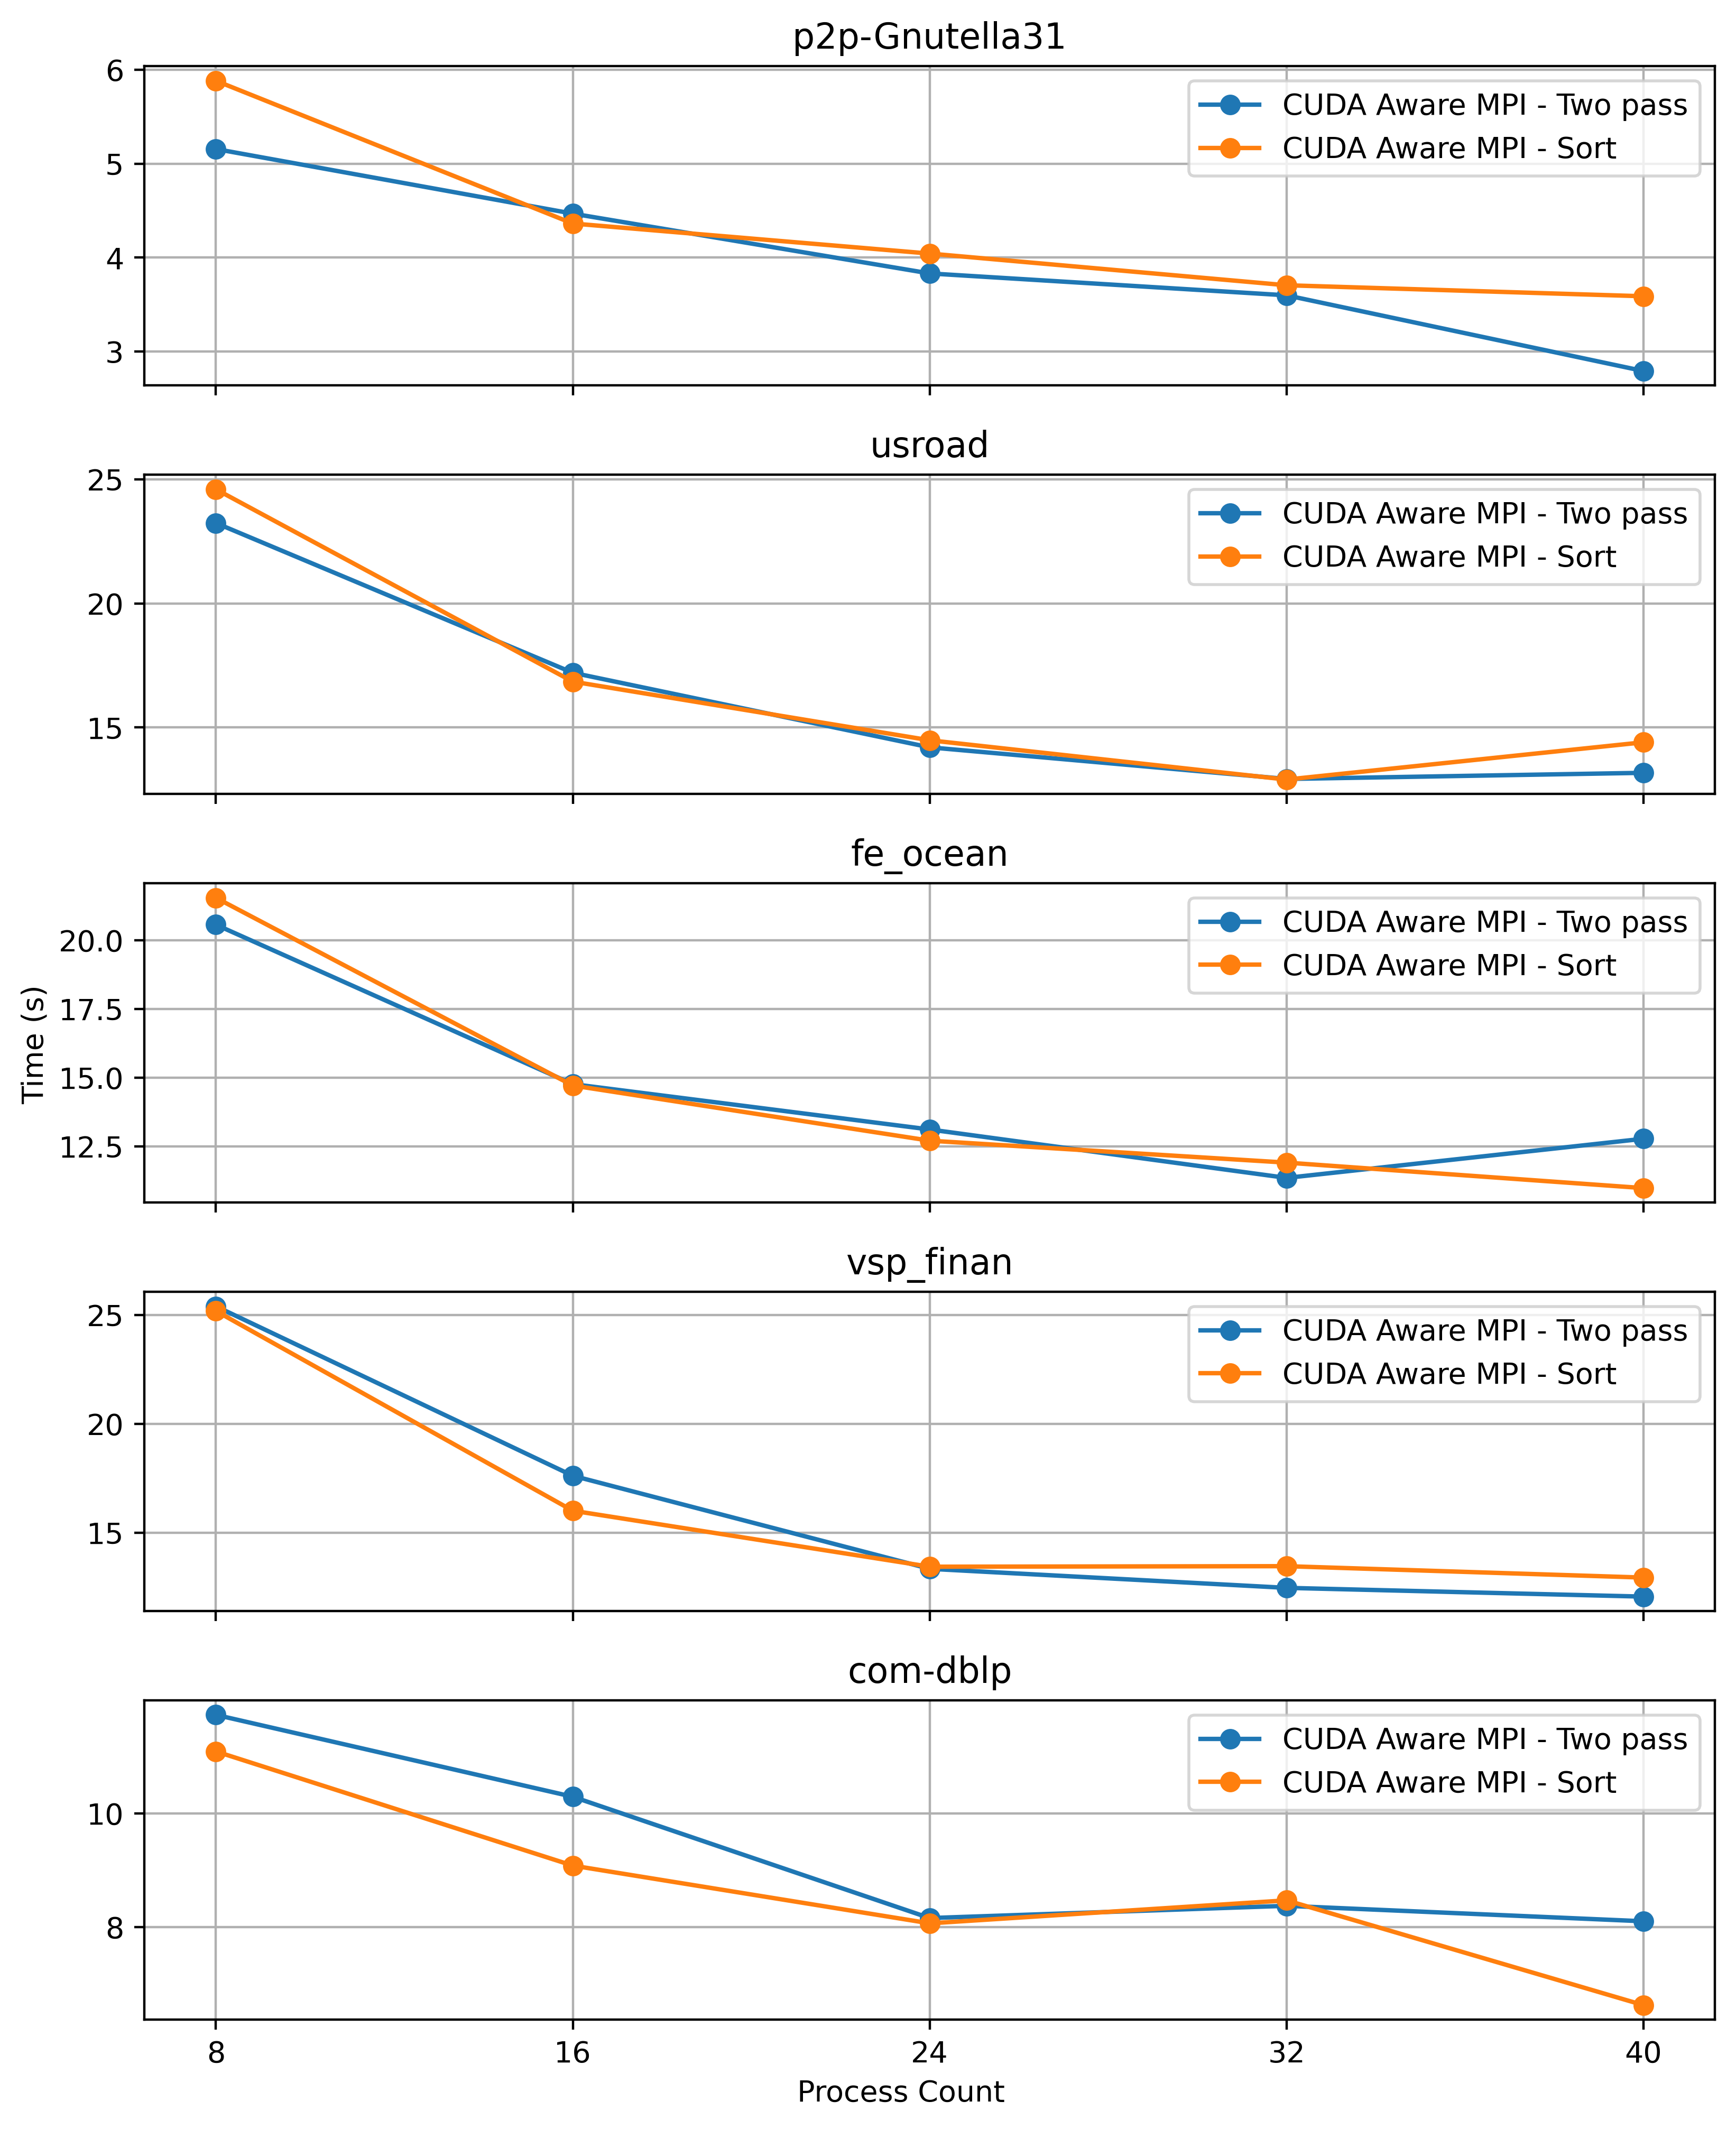 p2p-Gnutella31
6
5
4
3
CUDA Aware MPI - Two pass
CUDA Aware MPI - Sort
usroad
25
20
15
CUDA Aware MPI - Two pass
CUDA Aware MPI - Sort
fe_ocean
Time (s)
20.0
17.5
15.0
12.5
CUDA Aware MPI - Two pass
CUDA Aware MPI - Sort
vsp_finan
25
20
15
CUDA Aware MPI - Two pass
CUDA Aware MPI - Sort
com-dblp
10
8
CUDA Aware MPI - Two pass
CUDA Aware MPI - Sort
8 16 24 32 40
Process Count